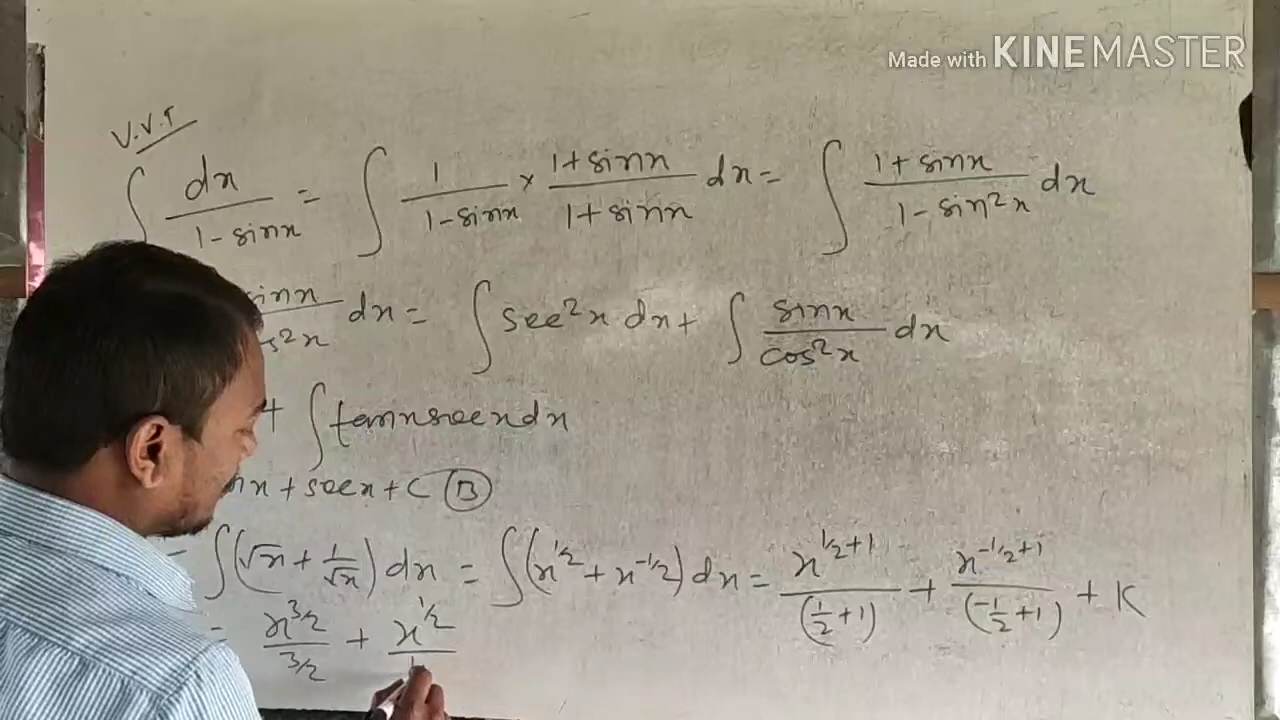 Made with KINEMASTER
V.V.I
∫ dx/(1-sinx) = ∫ 1/(1-sinx) × (1+sinx)/(1+sinx) dx = ∫ (1+sinx)/(1-sin²x) dx
sinx/s²x dx = ∫ sec²x dx + ∫ sinx/cos²x dx
+ ∫ tanx secx dx
nx + secx + C (B)
= ∫(√x + 1/√x) dx = ∫(x^1/2 + x^-1/2) dx = x^(1/2+1)/(1/2+1) + x^(-1/2+1)/(-1/2+1) + K
= x^3/2/3/2 + x^1/2/1